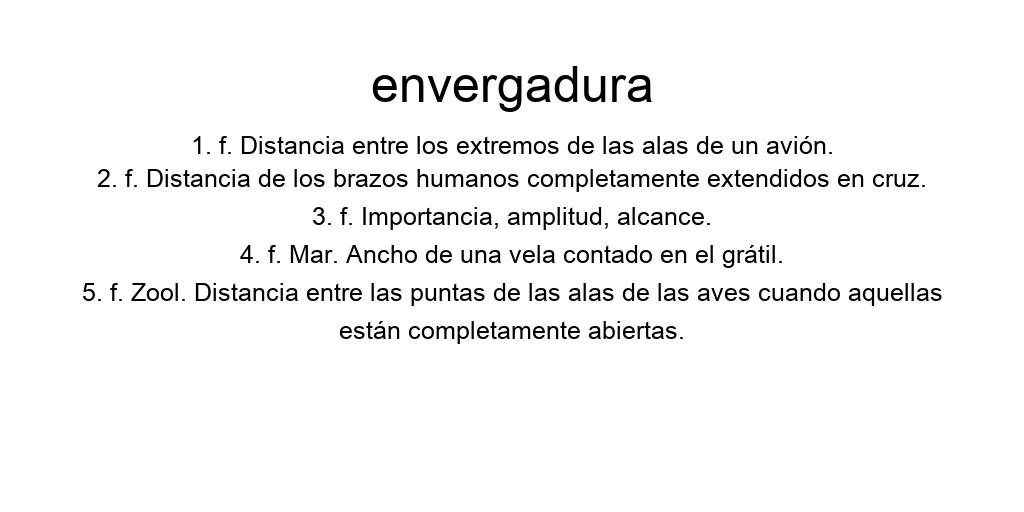 envergadura
1. f. Distancia entre los extremos de las alas de un avión.
2. f. Distancia de los brazos humanos completamente extendidos en cruz.
3. f. Importancia, amplitud, alcance.
4. f. Mar. Ancho de una vela contado en el grátil.
5. f. Zool. Distancia entre las puntas de las alas de las aves cuando aquellas
están completamente abiertas.